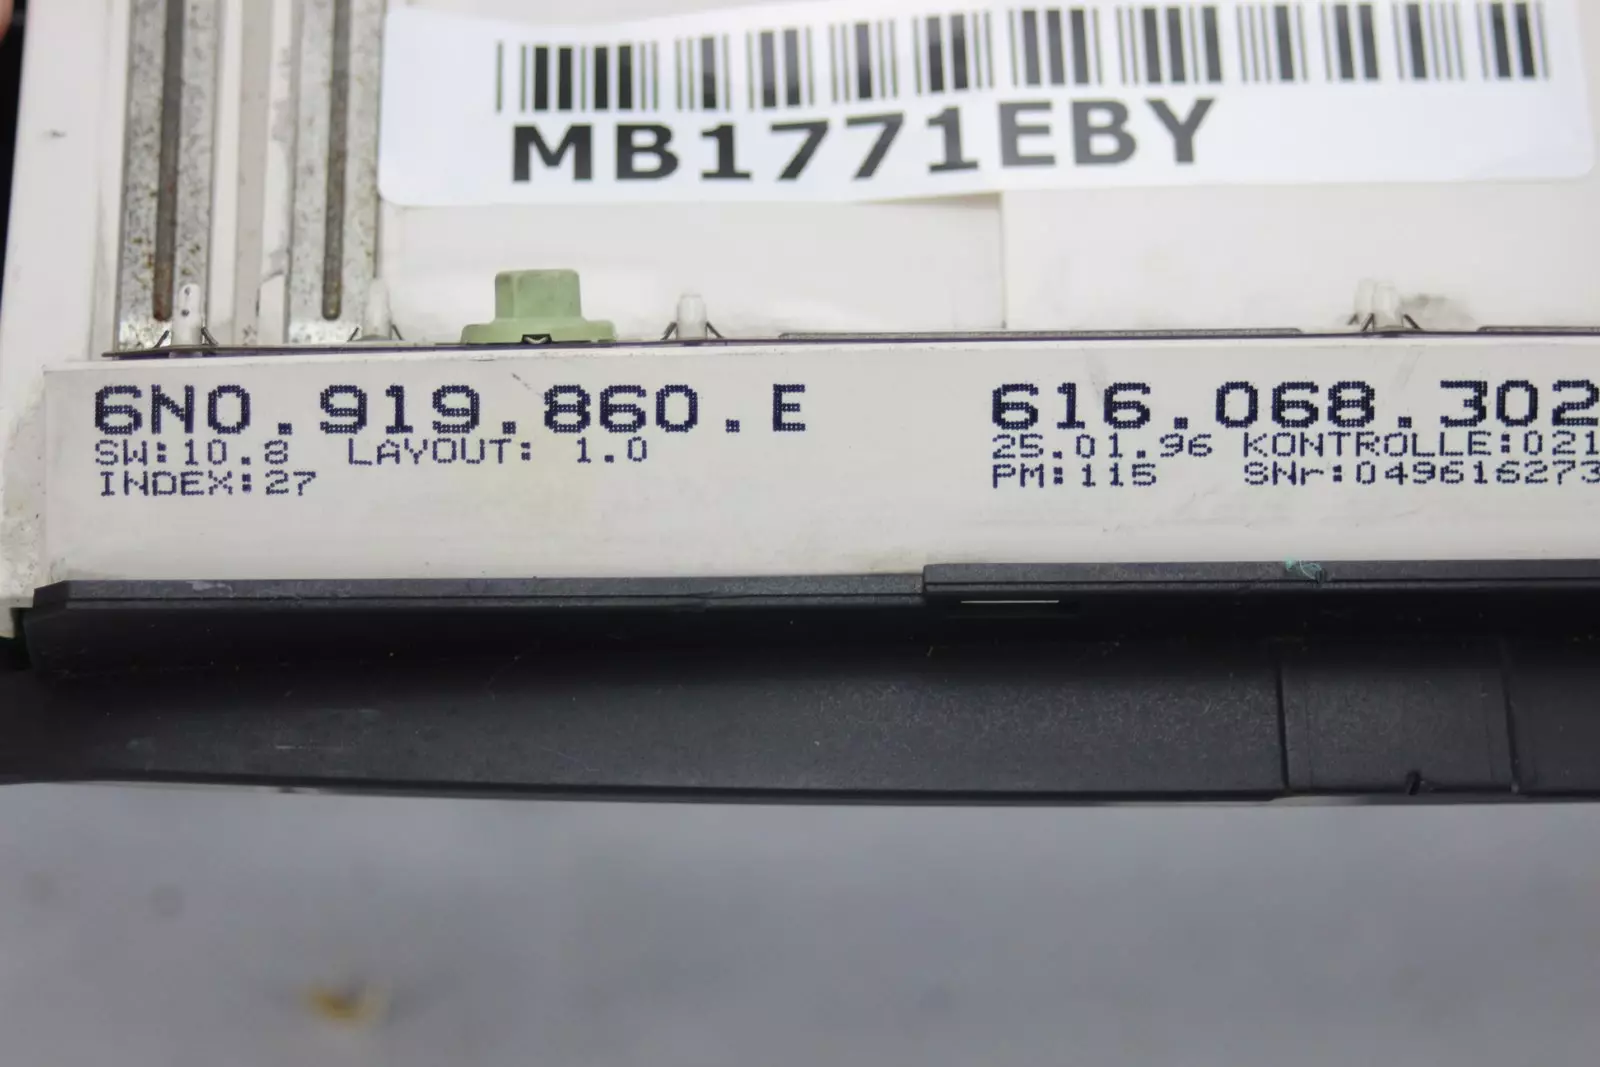 MB1771EBY
6N0.919.860.E 616.068.302
SW:10.8 LAYOUT: 1.0 25.01.96 KONTROLLE:021
INDEX:27 PM:115 SNr:049616273